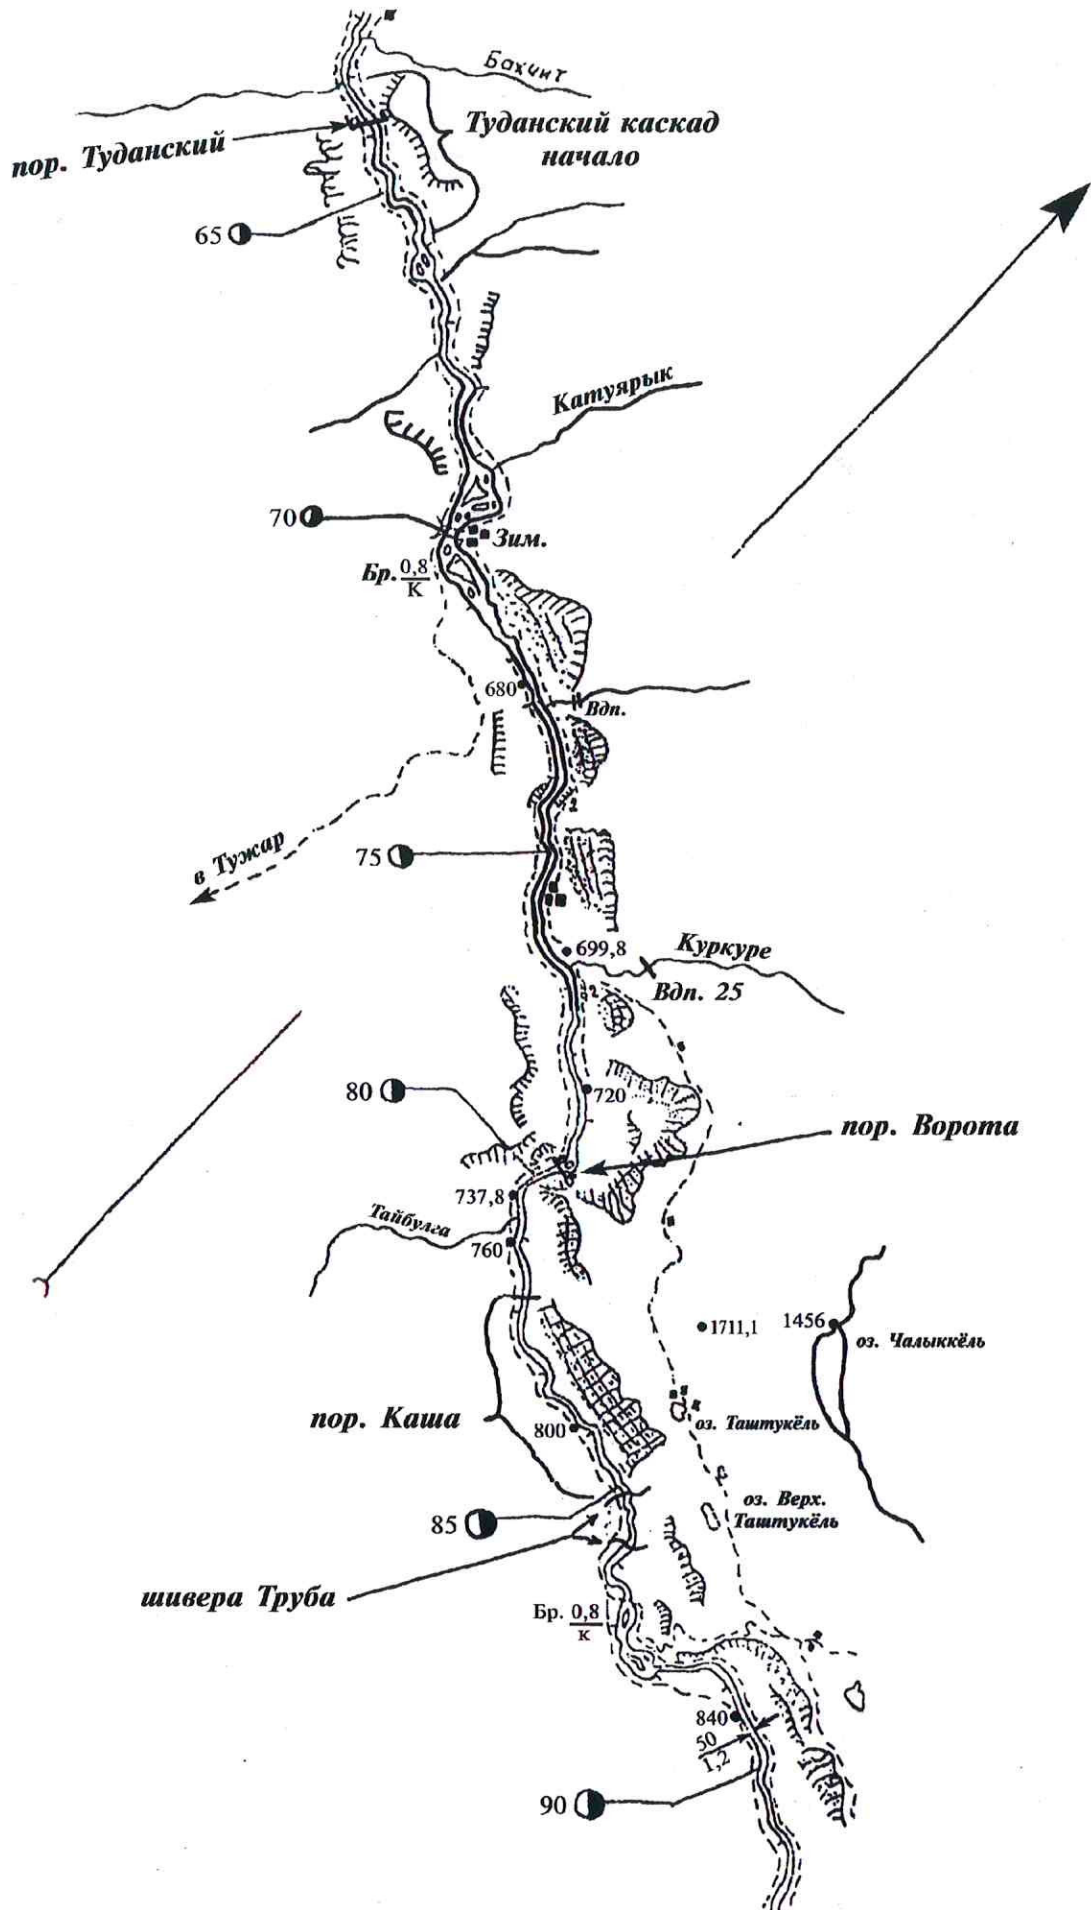 Бахчит
Туданский каскад
начало
пор. Туданский
65
Катуярык
70
Зим.
Бр. 0,8
К
680
Вдп.
2
в Тужар
75
699,8
Куркуре
Вдп. 25
2
80
720
пор. Ворота
737,8
Тайбулга
760
1711,1
1456
оз. Чалыккёль
пор. Каша
800
оз. Таштукёль
85
оз. Верх.
Таштукёль
шивера Труба
Бр. 0,8
К
840
50
1,2
90